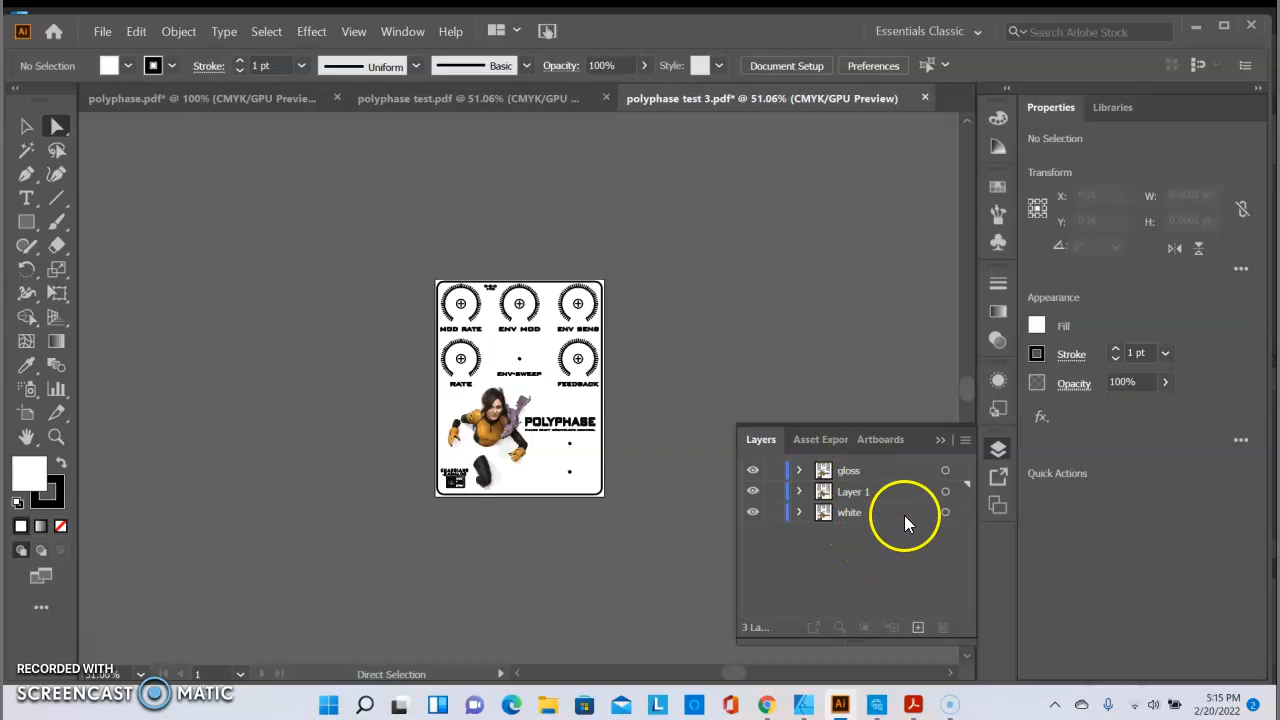 File Edit Type Object Select Effect View Window Help Essentials Classic Search Adobe Stock
No Selection Stroke: 1 pt Uniform Basic Opacity: 100% Style: Document Setup Preferences
polyphase.pdf* @ 100% (CMYK/GPU Previe... polyphase test.pdf @ 51.06% (CMYK/GPU ... polyphase test 3.pdf* @ 51.06% (CMYK/GPU Preview)
Properties Libraries
No Selection
Transform
X: W:
Y: H:
Appearance
Fill
Stroke 1 pt
Opacity 100%
fx
Quick Actions
MOD RATE ENV MOD ENV SENS
RATE ENV-SWEEP FEEDBACK
POLYPHASE
Layers Asset Expor Artboards
gloss
Layer 1
white
3 La...
1 Direct Selection
RECORDED WITH
SCREENCAST MATIC
5:15 PM
2/20/2022
2